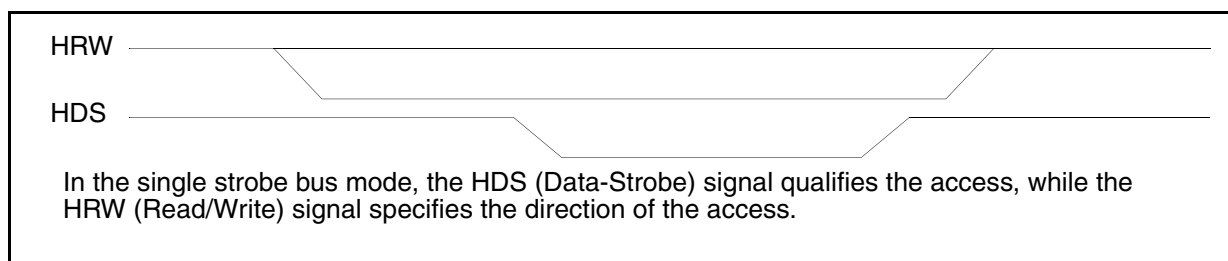 HRW
HDS
In the single strobe bus mode, the HDS (Data-Strobe) signal qualifies the access, while the
HRW (Read/Write) signal specifies the direction of the access.